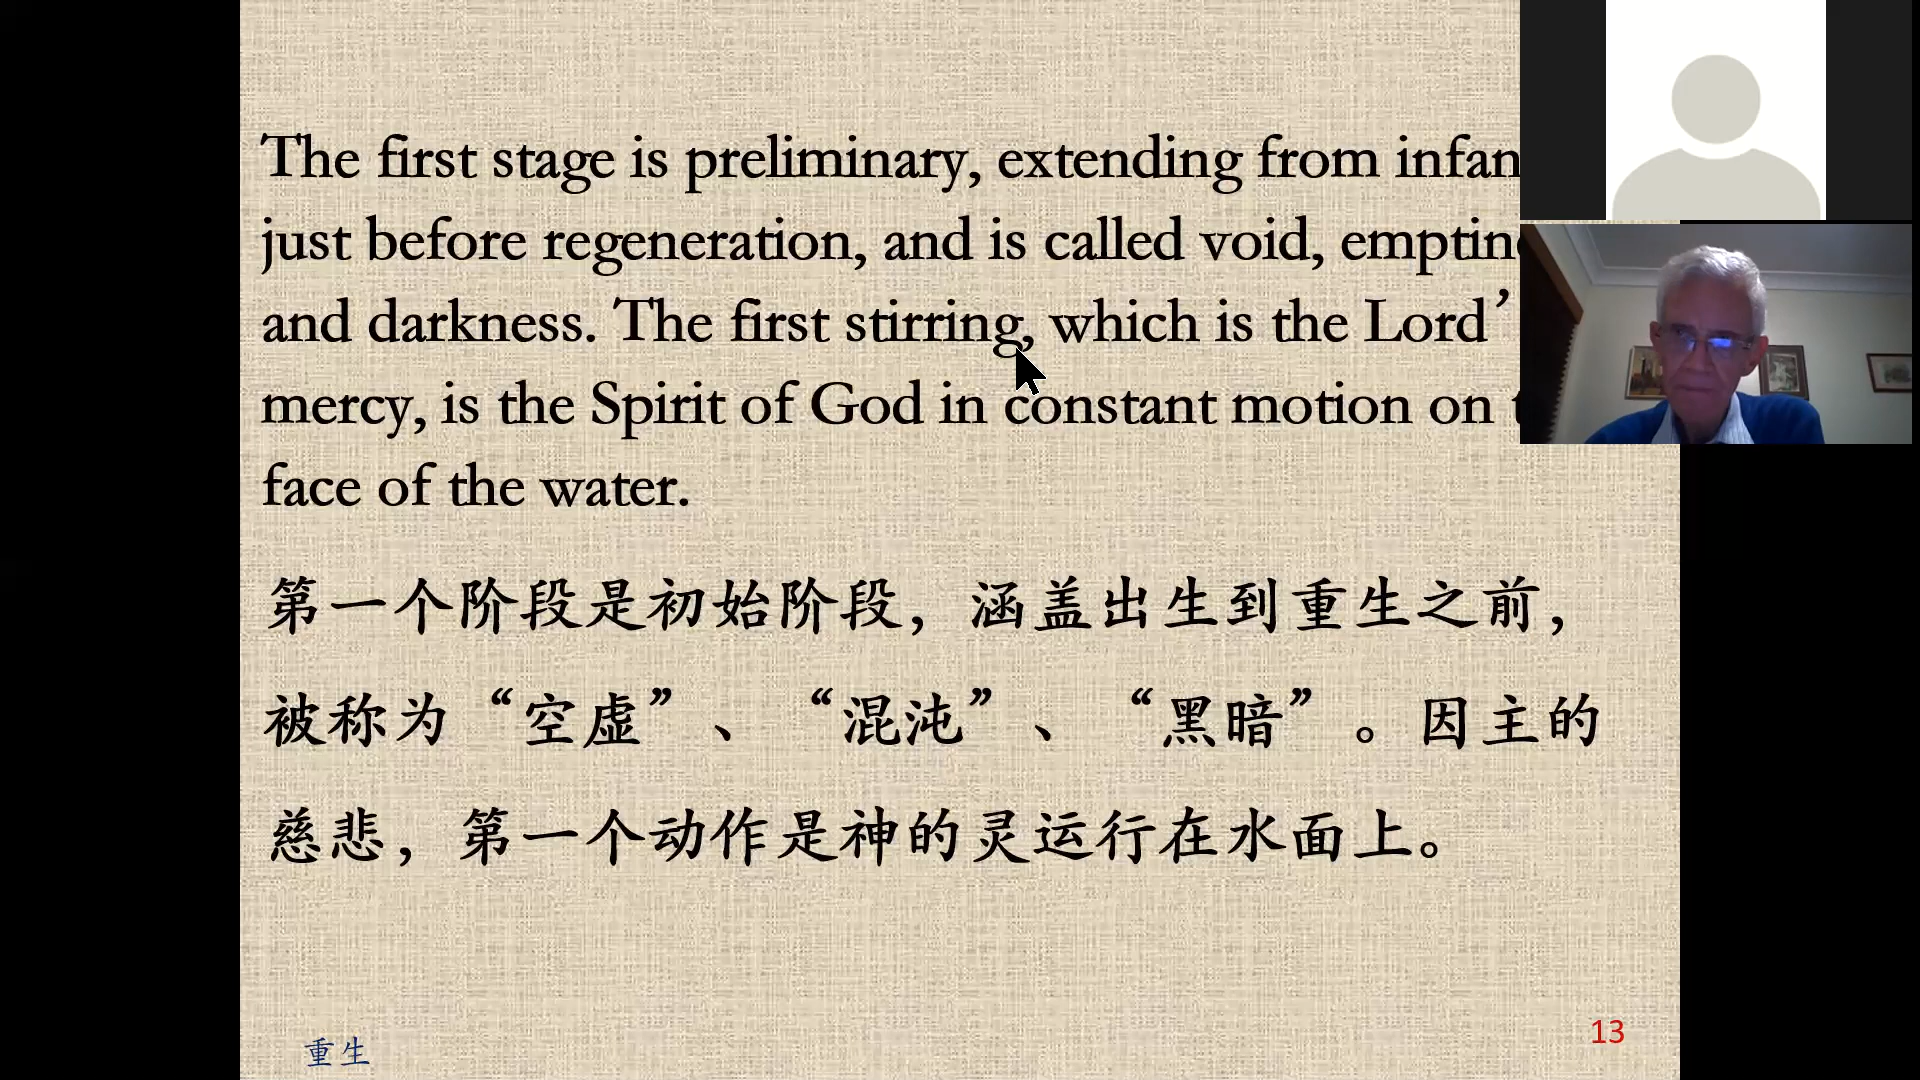 The first stage is preliminary, extending from
just before regeneration, and is called void,
and darkness. The first stirring, which is the Lord’
mercy, is the Spirit of God in constant motion on
face of the water.
第一个阶段是初始阶段，涵盖出生到重生之前，
被称为“空虚”、“混沌”、“黑暗”。因主的
慈悲，第一个动作是神的灵运行在水面上。
重生
13